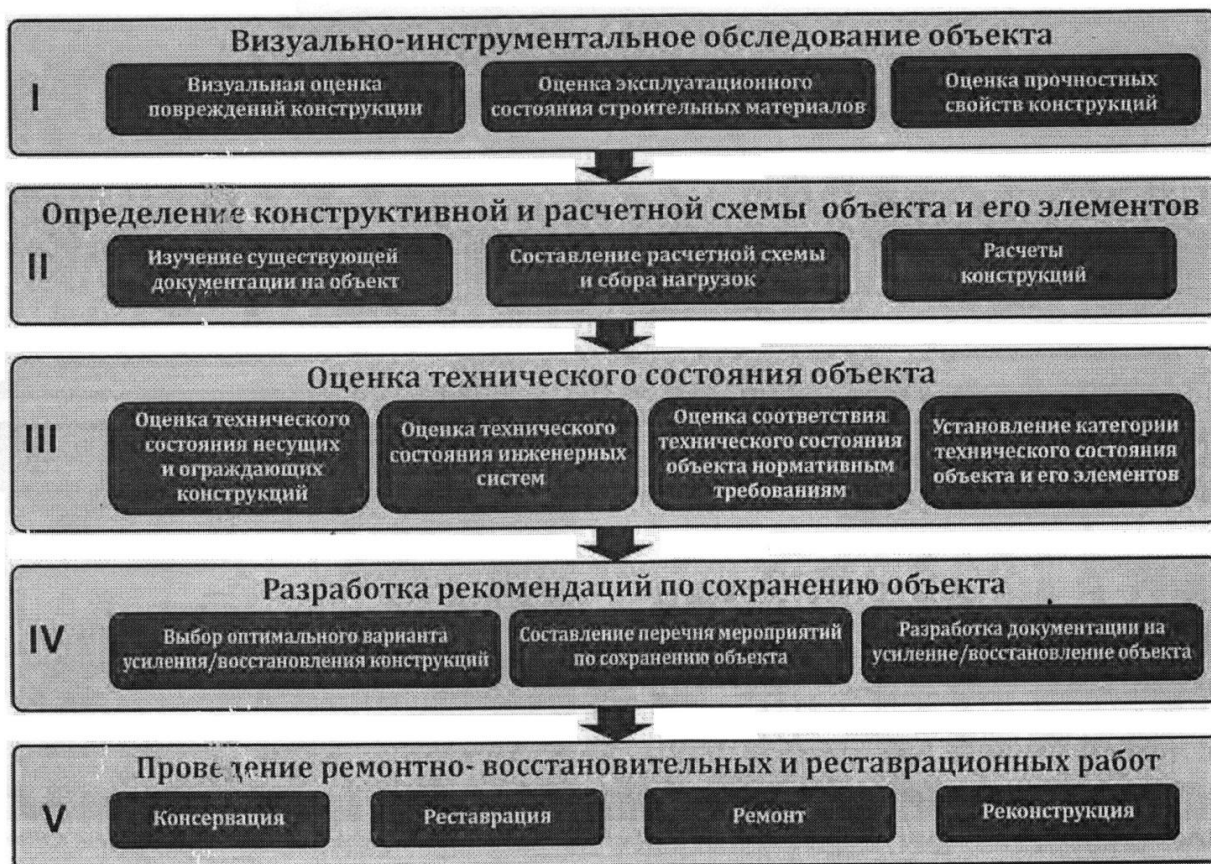 Визуально-инструментальное обследование объекта
I
Визуальная оценка
повреждений конструкции
Оценка эксплуатационного
состояния строительных материалов
Оценка прочностных
свойств конструкций
Определение конструктивной и расчетной схемы объекта и его элементов
II
Изучение существующей
документации на объект
Составление расчетной схемы
и сбора нагрузок
Расчеты
конструкций
Оценка технического состояния объекта
III
Оценка технического
состояния несущих
и ограждающих
конструкций
Оценка технического
состояния инженерных
систем
Оценка соответствия
технического состояния
объекта нормативным
требованиям
Установление категории
технического состояния
объекта и его элементов
Разработка рекомендаций по сохранению объекта
IV
Выбор оптимального варианта
усиления/восстановления конструкций
Составление перечня мероприятий
по сохранению объекта
Разработка документации на
усиление/восстановление объекта
Проведение ремонтно- восстановительных и реставрационных работ
V
Консервация
Реставрация
Ремонт
Реконструкция